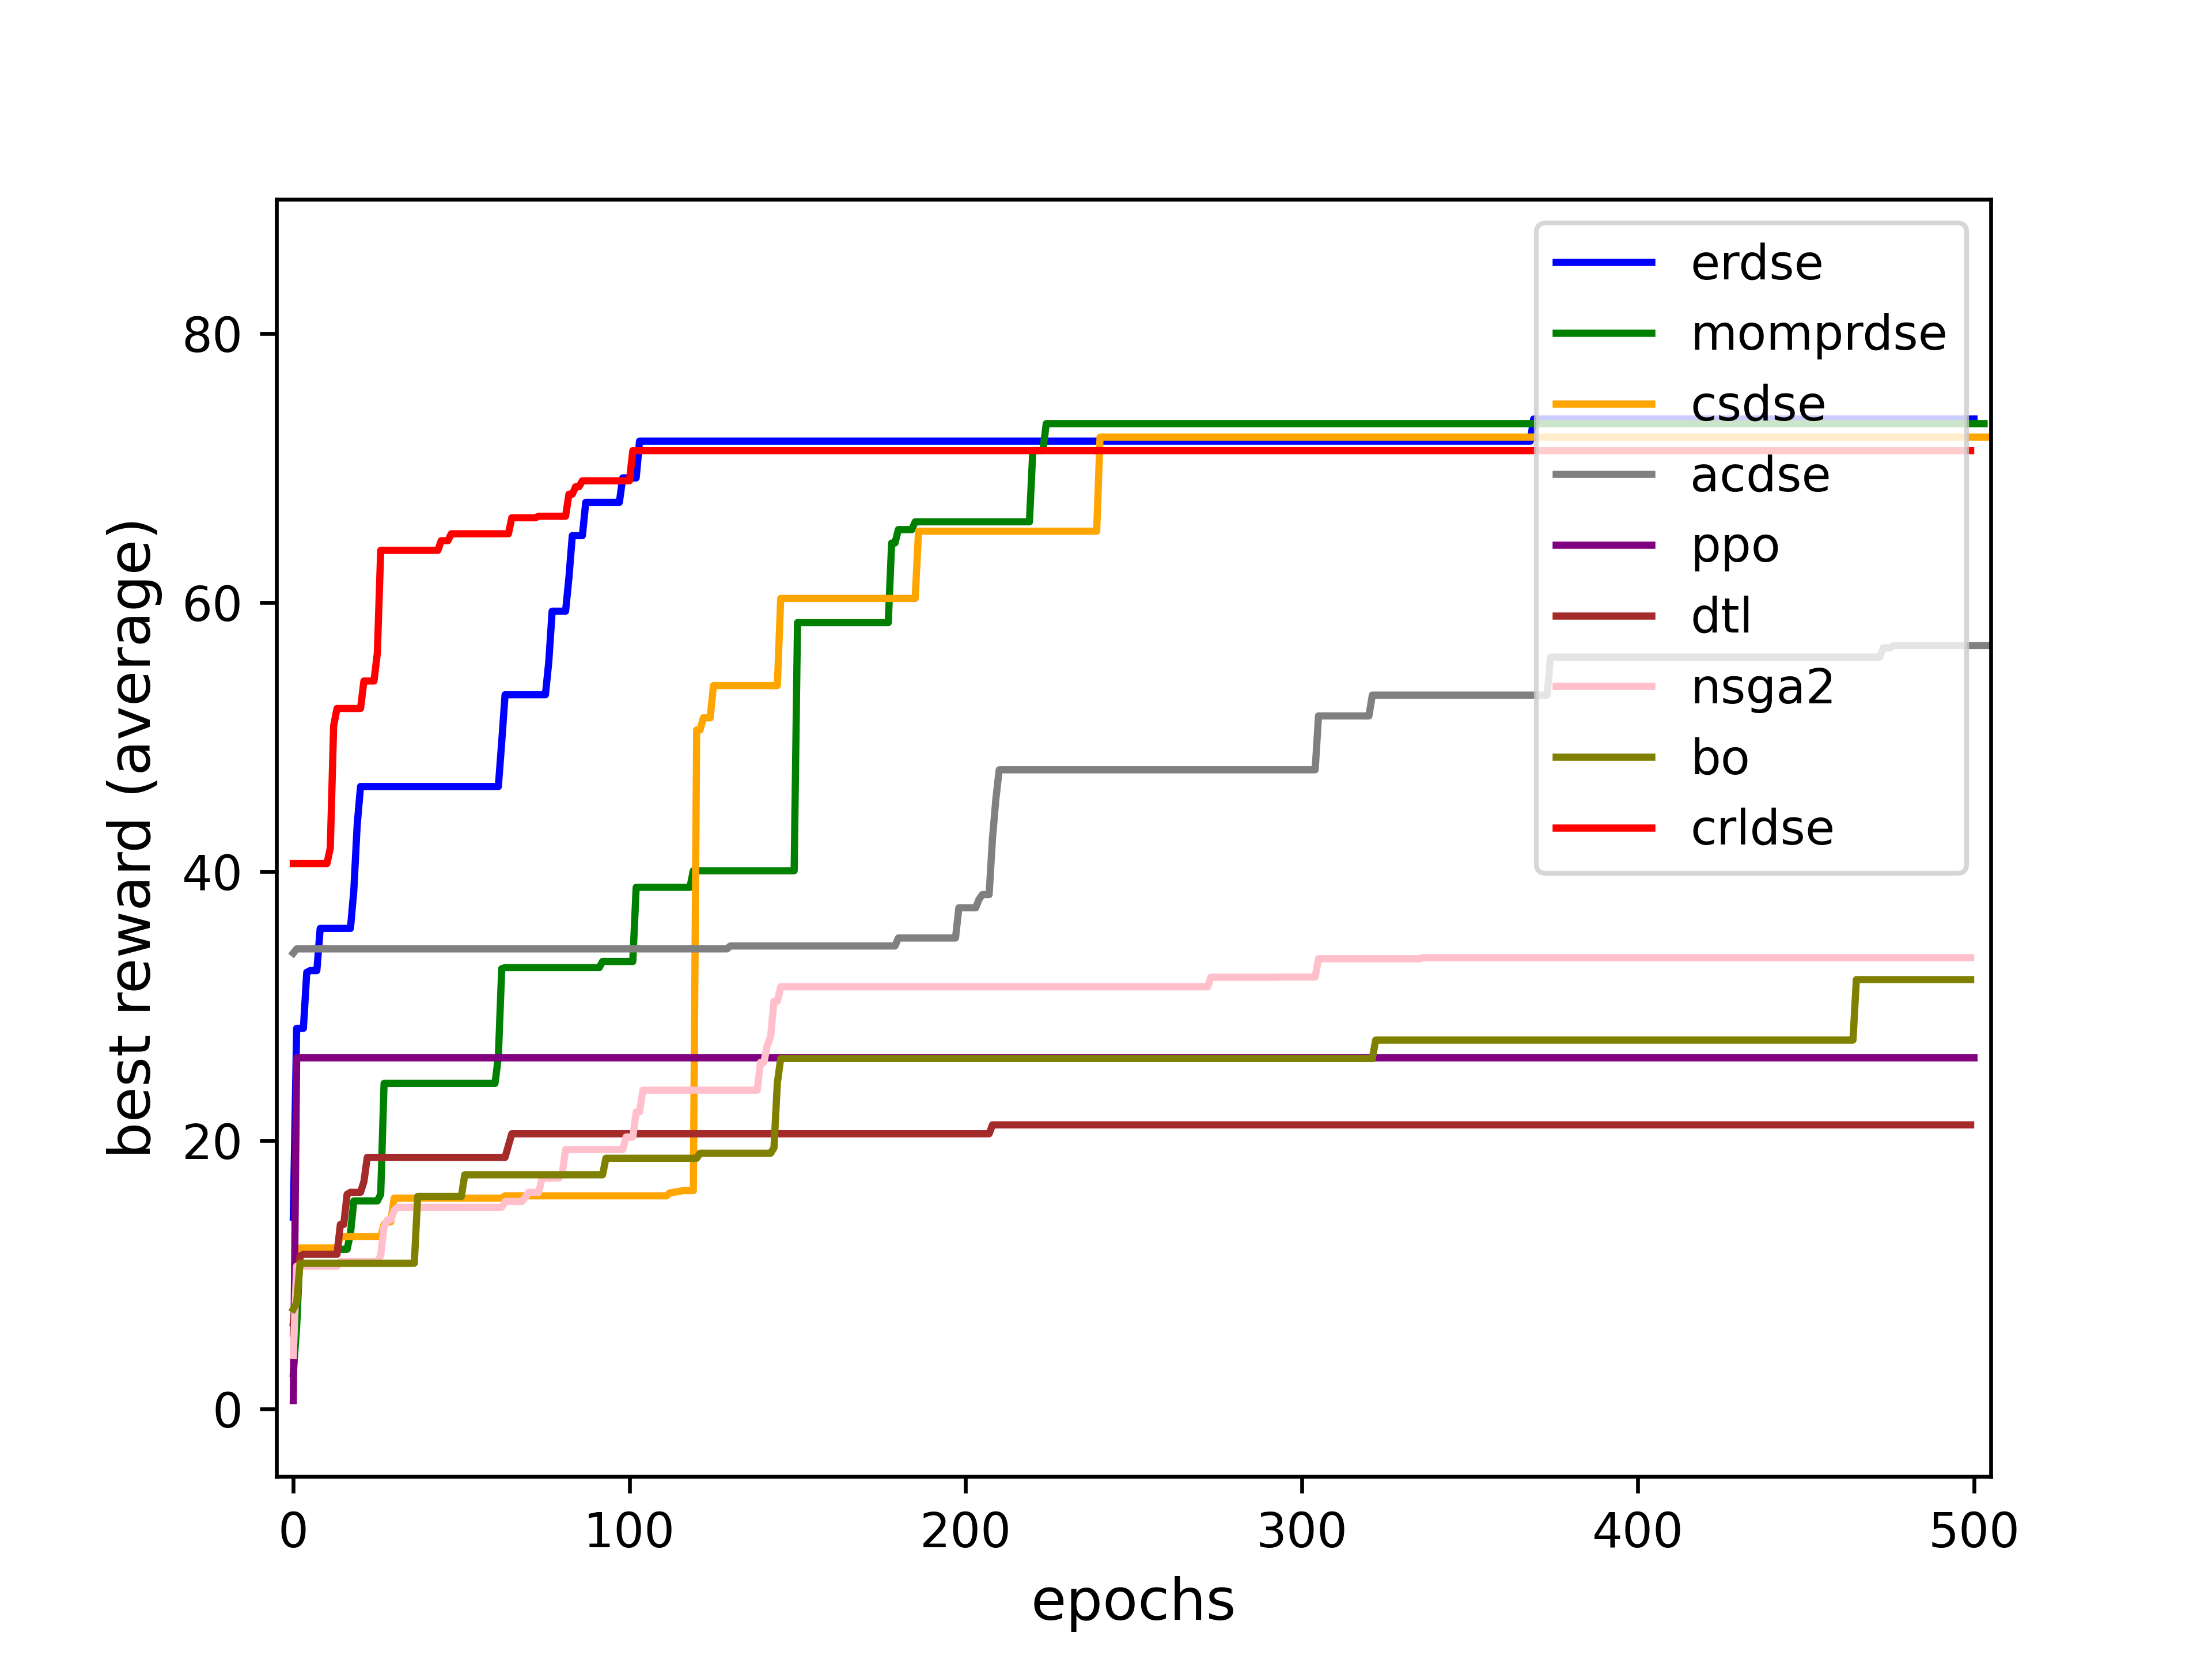 best reward (average)
80
60
40
20
0
0 100 200 300 400 500
epochs
erdse
momprdse
csdse
acdse
ppo
dtl
nsga2
bo
crldse